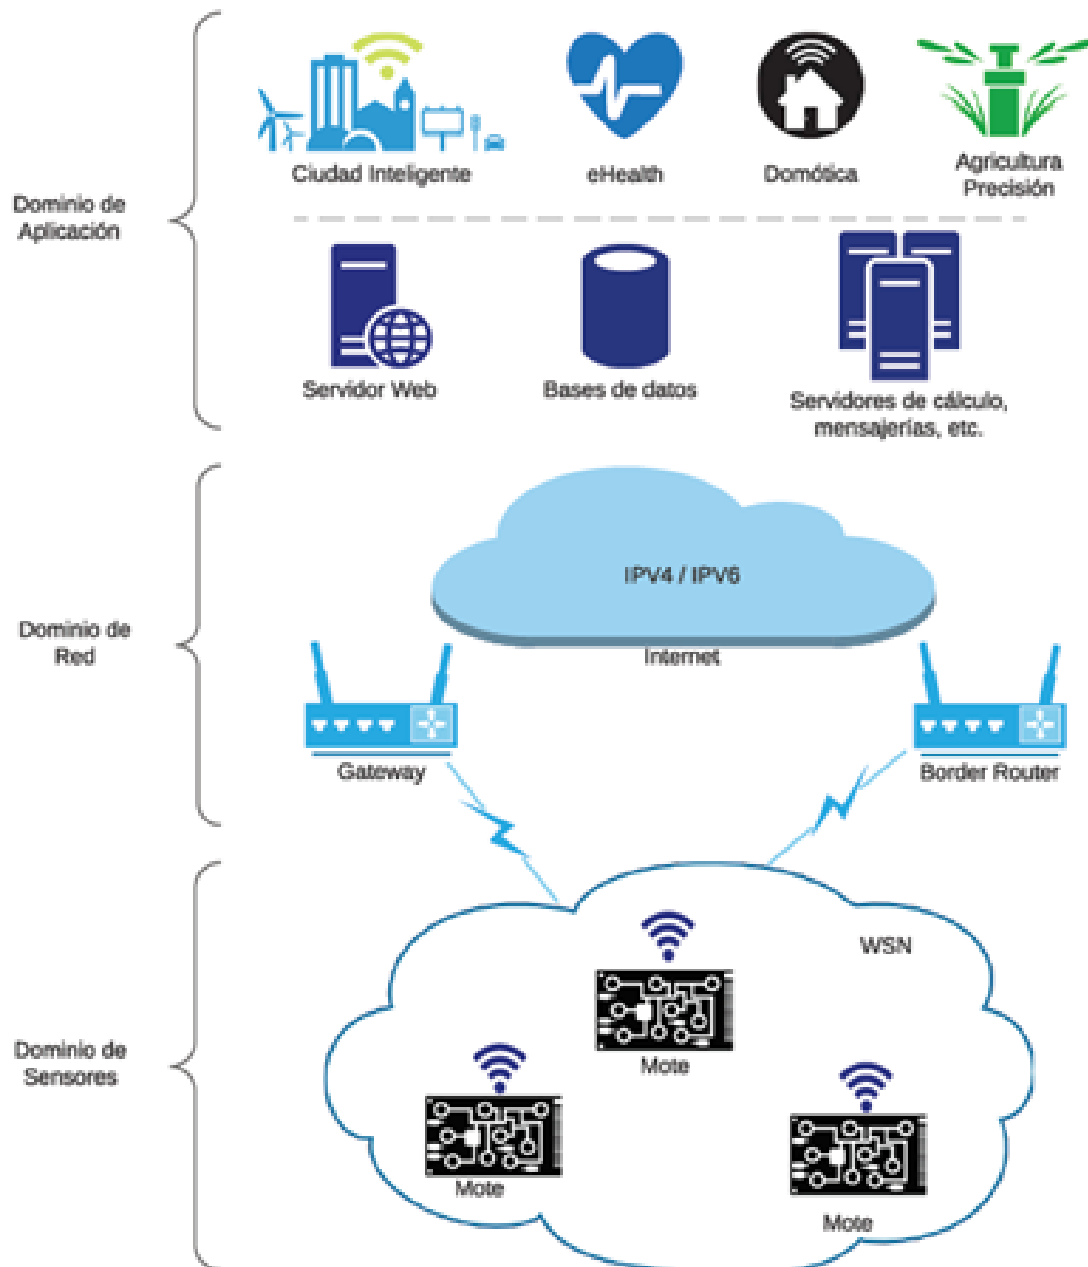 Ciudad Inteligente
eHealth
Domótica
Agricultura
Precisión
Dominio de
Aplicación
Servidor Web
Bases de datos
Servidores de cálculo,
mensajerías, etc.
IPV4 / IPV6
Internet
Dominio de
Red
Gateway
Border Router
WSN
Mote
Dominio de
Sensores
Mote
Mote